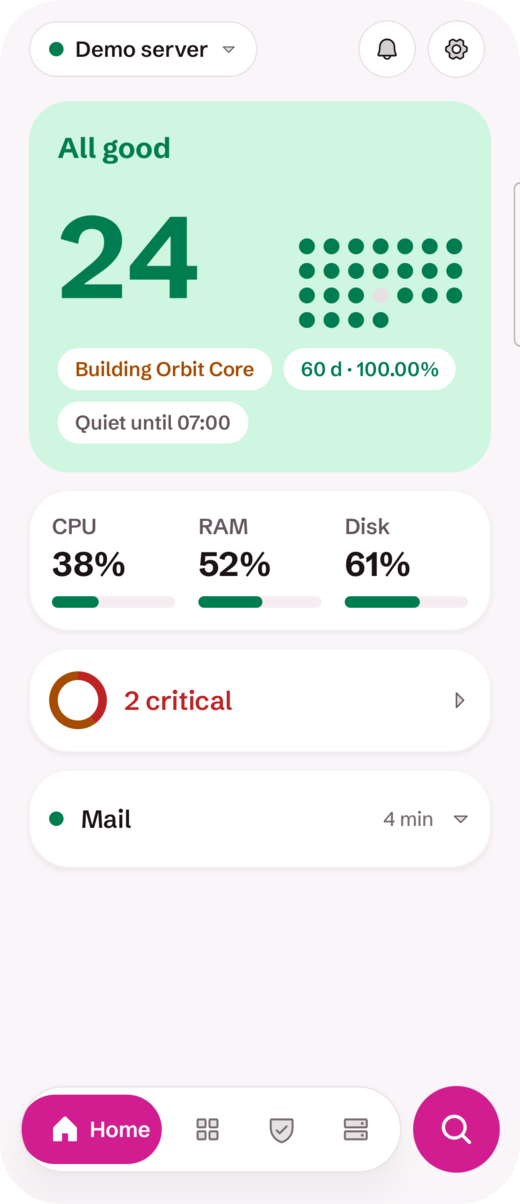 Demo server
All good
24
Building Orbit Core
60 d · 100.00%
Quiet until 07:00
CPU RAM Disk
38% 52% 61%
2 critical
Mail 4 min
Home